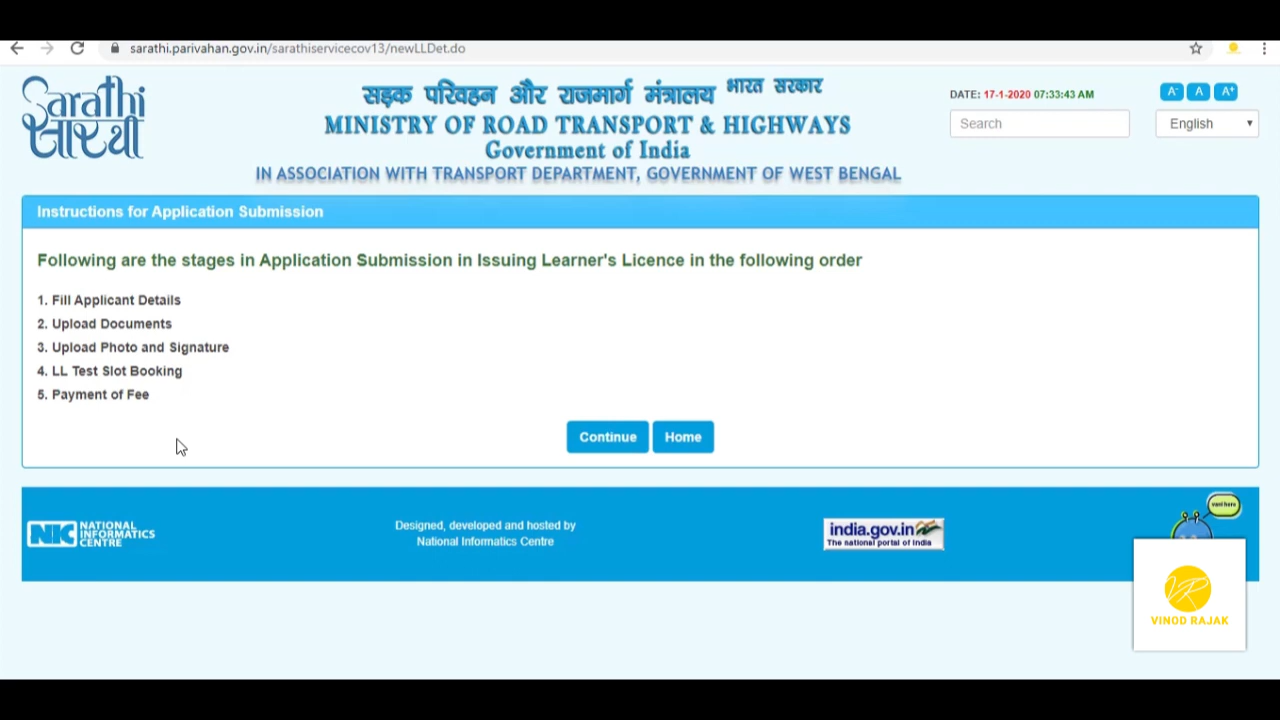 sarathi.parivahan.gov.in/sarathiservicecov13/newLLDet.do
Sarathi
सारथी
सड़क परिवहन और राजमार्ग मंत्रालय भारत सरकार
MINISTRY OF ROAD TRANSPORT & HIGHWAYS
Government of India
IN ASSOCIATION WITH TRANSPORT DEPARTMENT, GOVERNMENT OF WEST BENGAL
DATE: 17-1-2020 07:33:43 AM
A- A A+
Search
English
Instructions for Application Submission
Following are the stages in Application Submission in Issuing Learner's Licence in the following order
1. Fill Applicant Details
2. Upload Documents
3. Upload Photo and Signature
4. LL Test Slot Booking
5. Payment of Fee
Continue Home
NIC NATIONAL
INFORMATICS
CENTRE
Designed, developed and hosted by
National Informatics Centre
india.gov.in
The national portal of India
vani here
VR
VINOD RAJAK